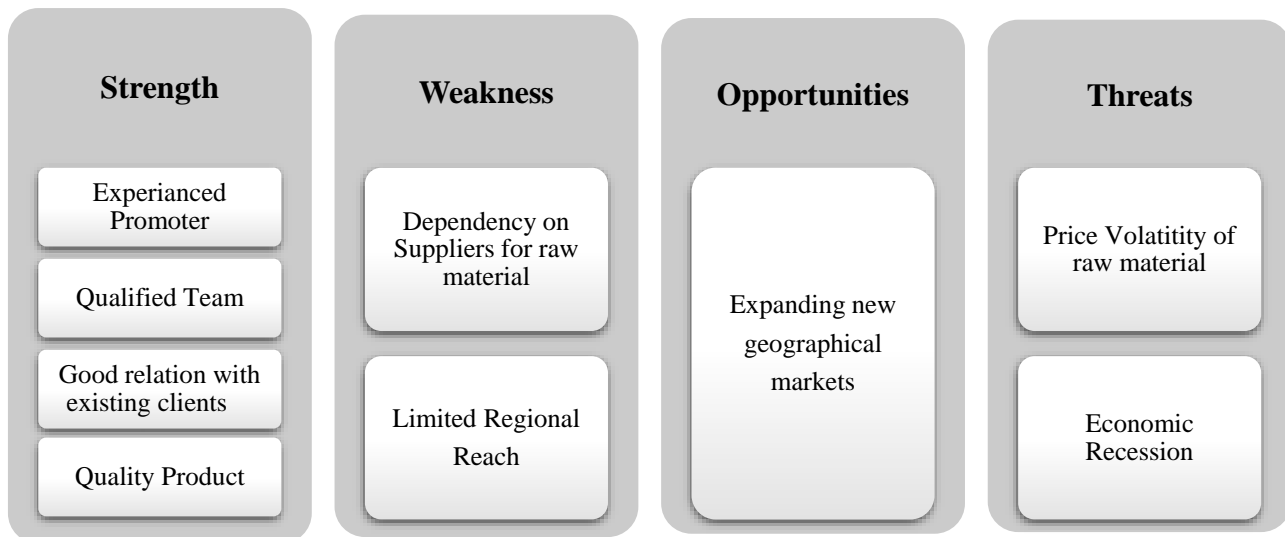 Strength
Experianced
Promoter
Qualified Team
Good relation with
existing clients
Quality Product
Weakness
Dependency on
Suppliers for raw
material
Limited Regional
Reach
Opportunities
Expanding new
geographical
markets
Threats
Price Volatitity of
raw material
Economic
Recession